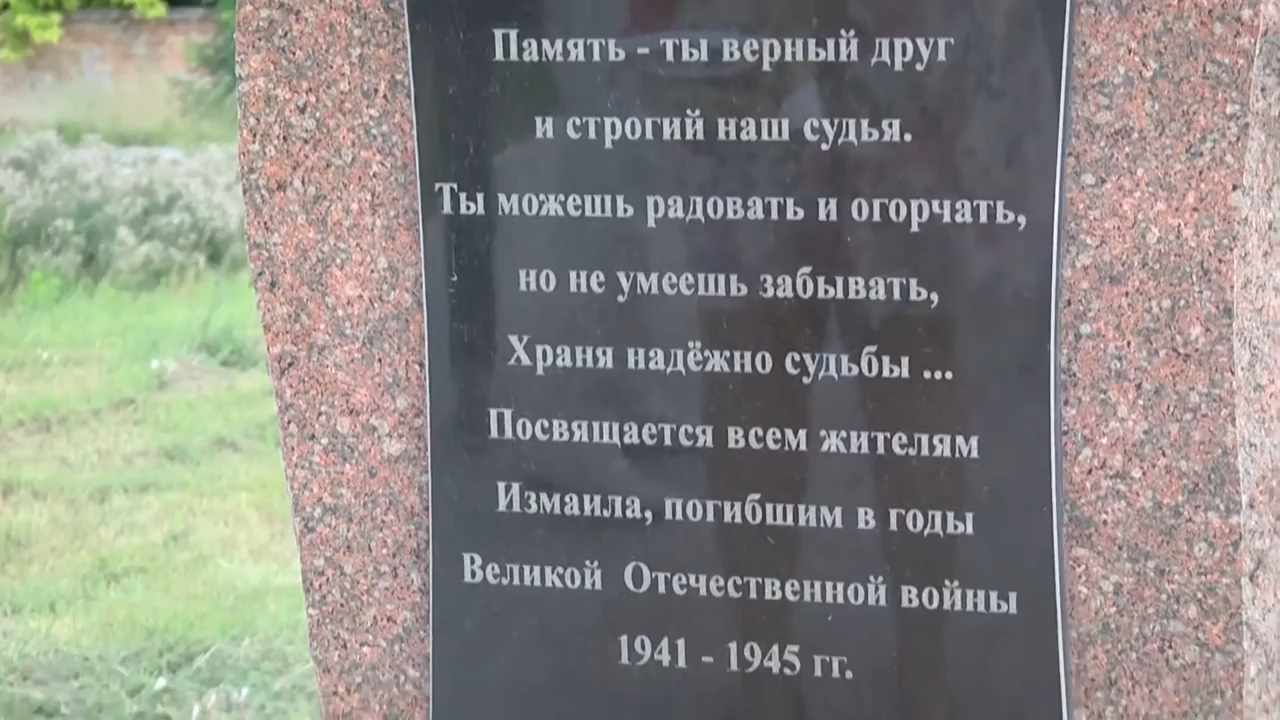 Память - ты верный друг
и строгий наш судья.
Ты можешь радовать и огорчать,
но не умеешь забывать,
Храня надёжно судьбы ...
Посвящается всем жителям
Измаила, погибшим в годы
Великой Отечественной войны
1941 - 1945 гг.